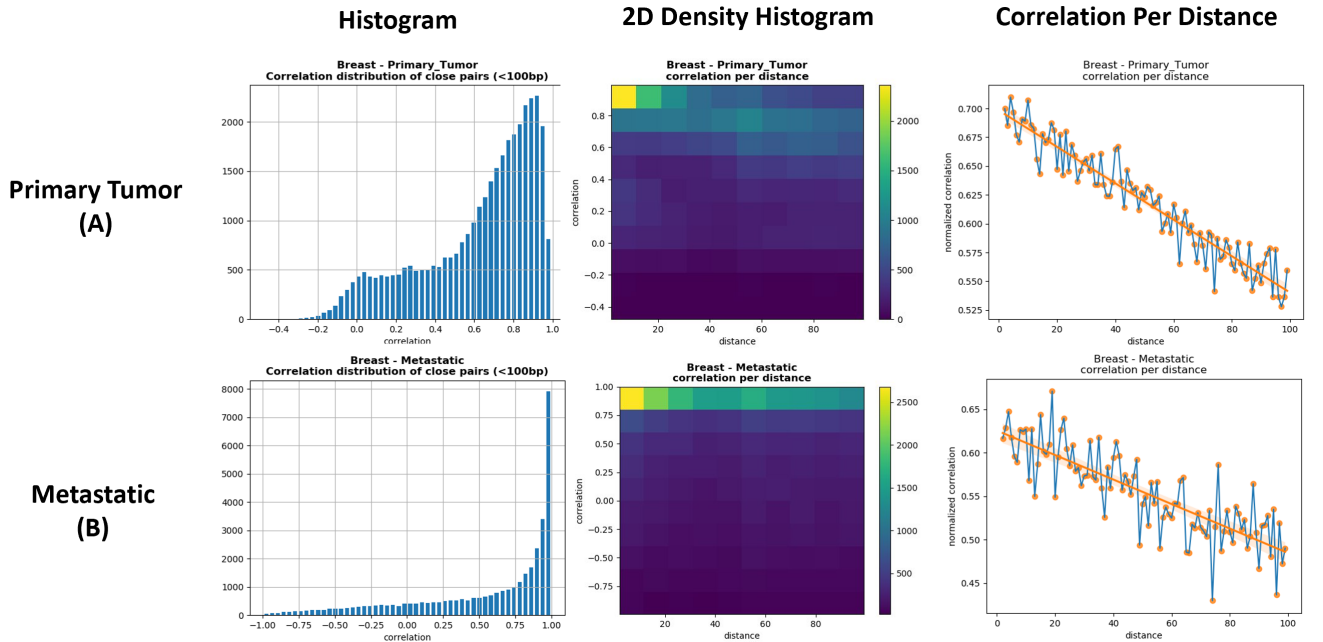 Histogram
2D Density Histogram
Correlation Per Distance
Primary Tumor
(A)
Breast - Primary_Tumor
Correlation distribution of close pairs (<100bp)
2000
1500
1000
500
0
−0.4 −0.2 0.0 0.2 0.4 0.6 0.8 1.0
correlation
Breast - Primary_Tumor
correlation per distance
correlation
0.8
0.6
0.4
0.2
0.0
−0.2
−0.4
20 40 60 80
distance
2000
1500
1000
500
0
Breast - Primary_Tumor
correlation per distance
normalized correlation
0.700
0.675
0.650
0.625
0.600
0.575
0.550
0.525
0 20 40 60 80 100
distance
Metastatic
(B)
Breast - Metastatic
Correlation distribution of close pairs (<100bp)
8000
7000
6000
5000
4000
3000
2000
1000
0
−1.00 −0.75 −0.50 −0.25 0.00 0.25 0.50 0.75 1.00
correlation
Breast - Metastatic
correlation per distance
correlation
1.00
0.75
0.50
0.25
0.00
−0.25
−0.50
−0.75
20 40 60 80
distance
2500
2000
1500
1000
500
Breast - Metastatic
correlation per distance
normalized correlation
0.65
0.60
0.55
0.50
0.45
0 20 40 60 80 100
distance